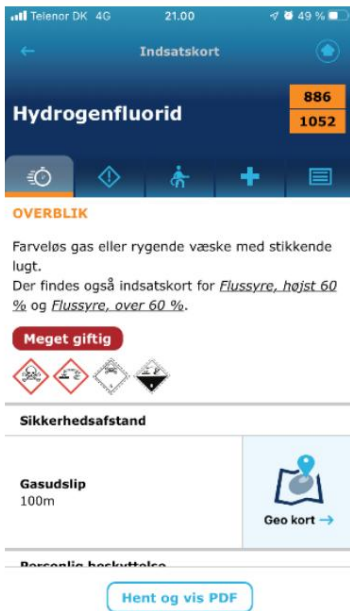 Telenor DK 4G 21.00 49 %
Indsatskort
Hydrogenfluorid
886
1052
OVERBLIK
Farveløs gas eller rygende væske med stikkende
lugt.
Der findes også indsatskort for Flussyre, højst 60
% og Flussyre, over 60 %.
Meget giftig
Sikkerhedsafstand
Gasudslip
100m
Geo kort →
Personlig beskyttelse
Hent og vis PDF